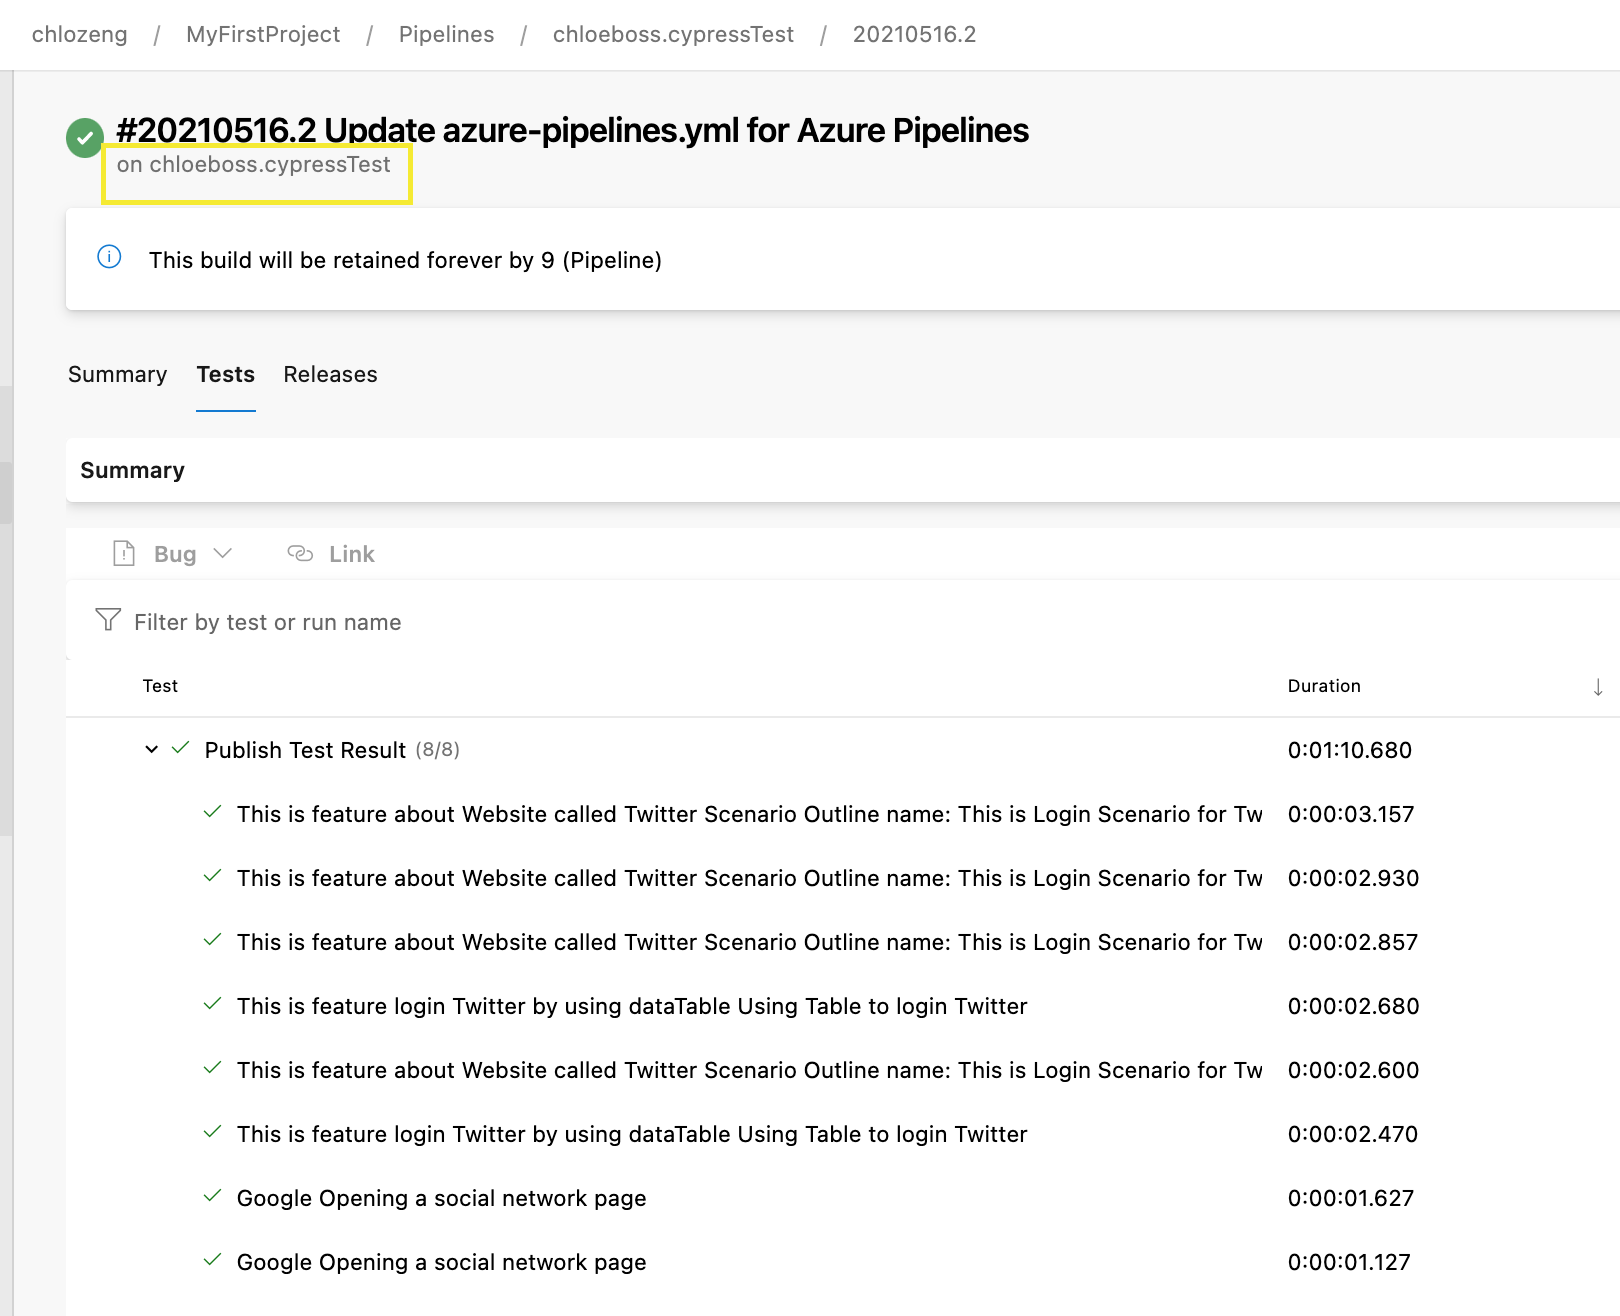 chlozeng / MyFirstProject / Pipelines / chloeboss.cypressTest / 20210516.2
#20210516.2 Update azure-pipelines.yml for Azure Pipelines
on chloeboss.cypressTest
This build will be retained forever by 9 (Pipeline)
Summary Tests Releases
Summary
Bug Link
Filter by test or run name
Test Duration
Publish Test Result (8/8) 0:01:10.680
This is feature about Website called Twitter Scenario Outline name: This is Login Scenario for Tw 0:00:03.157
This is feature about Website called Twitter Scenario Outline name: This is Login Scenario for Tw 0:00:02.930
This is feature about Website called Twitter Scenario Outline name: This is Login Scenario for Tw 0:00:02.857
This is feature login Twitter by using dataTable Using Table to login Twitter 0:00:02.680
This is feature about Website called Twitter Scenario Outline name: This is Login Scenario for Tw 0:00:02.600
This is feature login Twitter by using dataTable Using Table to login Twitter 0:00:02.470
Google Opening a social network page 0:00:01.627
Google Opening a social network page 0:00:01.127